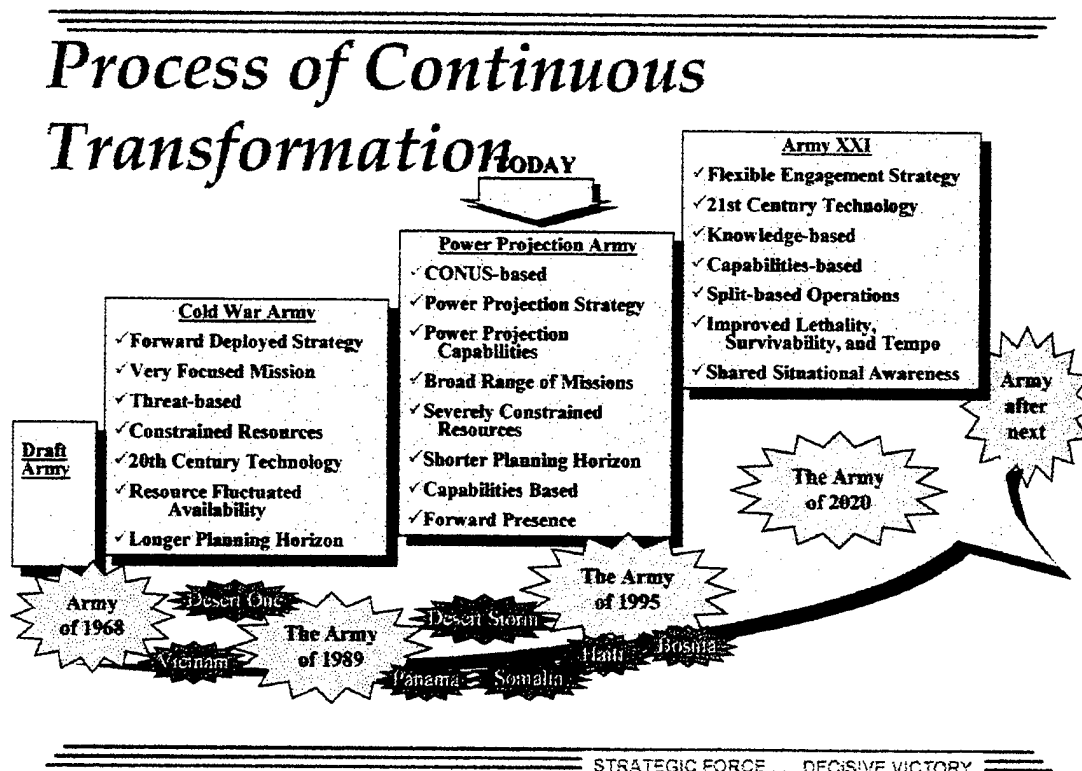 Process of Continuous
Transformation
TODAY
Army XXI
✓Flexible Engagement Strategy
✓21st Century Technology
✓Knowledge-based
✓Capabilities-based
✓Split-based Operations
✓Improved Lethality,
Survivability, and Tempo
✓Shared Situational Awareness
Power Projection Army
✓CONUS-based
✓Power Projection Strategy
✓Power Projection
Capabilities
✓Broad Range of Missions
✓Severely Constrained
Resources
✓Shorter Planning Horizon
✓Capabilities Based
✓Forward Presence
Cold War Army
✓Forward Deployed Strategy
✓Very Focused Mission
✓Threat-based
✓Constrained Resources
✓20th Century Technology
✓Resource Fluctuated
Availability
✓Longer Planning Horizon
Draft
Army
Army
after
next
The Army
of 2020
The Army
of 1995
Army
of 1968
Desert One
The Army
of 1989
Desert Storm
Vietnam
Panama
Somalia
Haiti
Bosnia
STRATEGIC FORCE . . . DECISIVE VICTORY